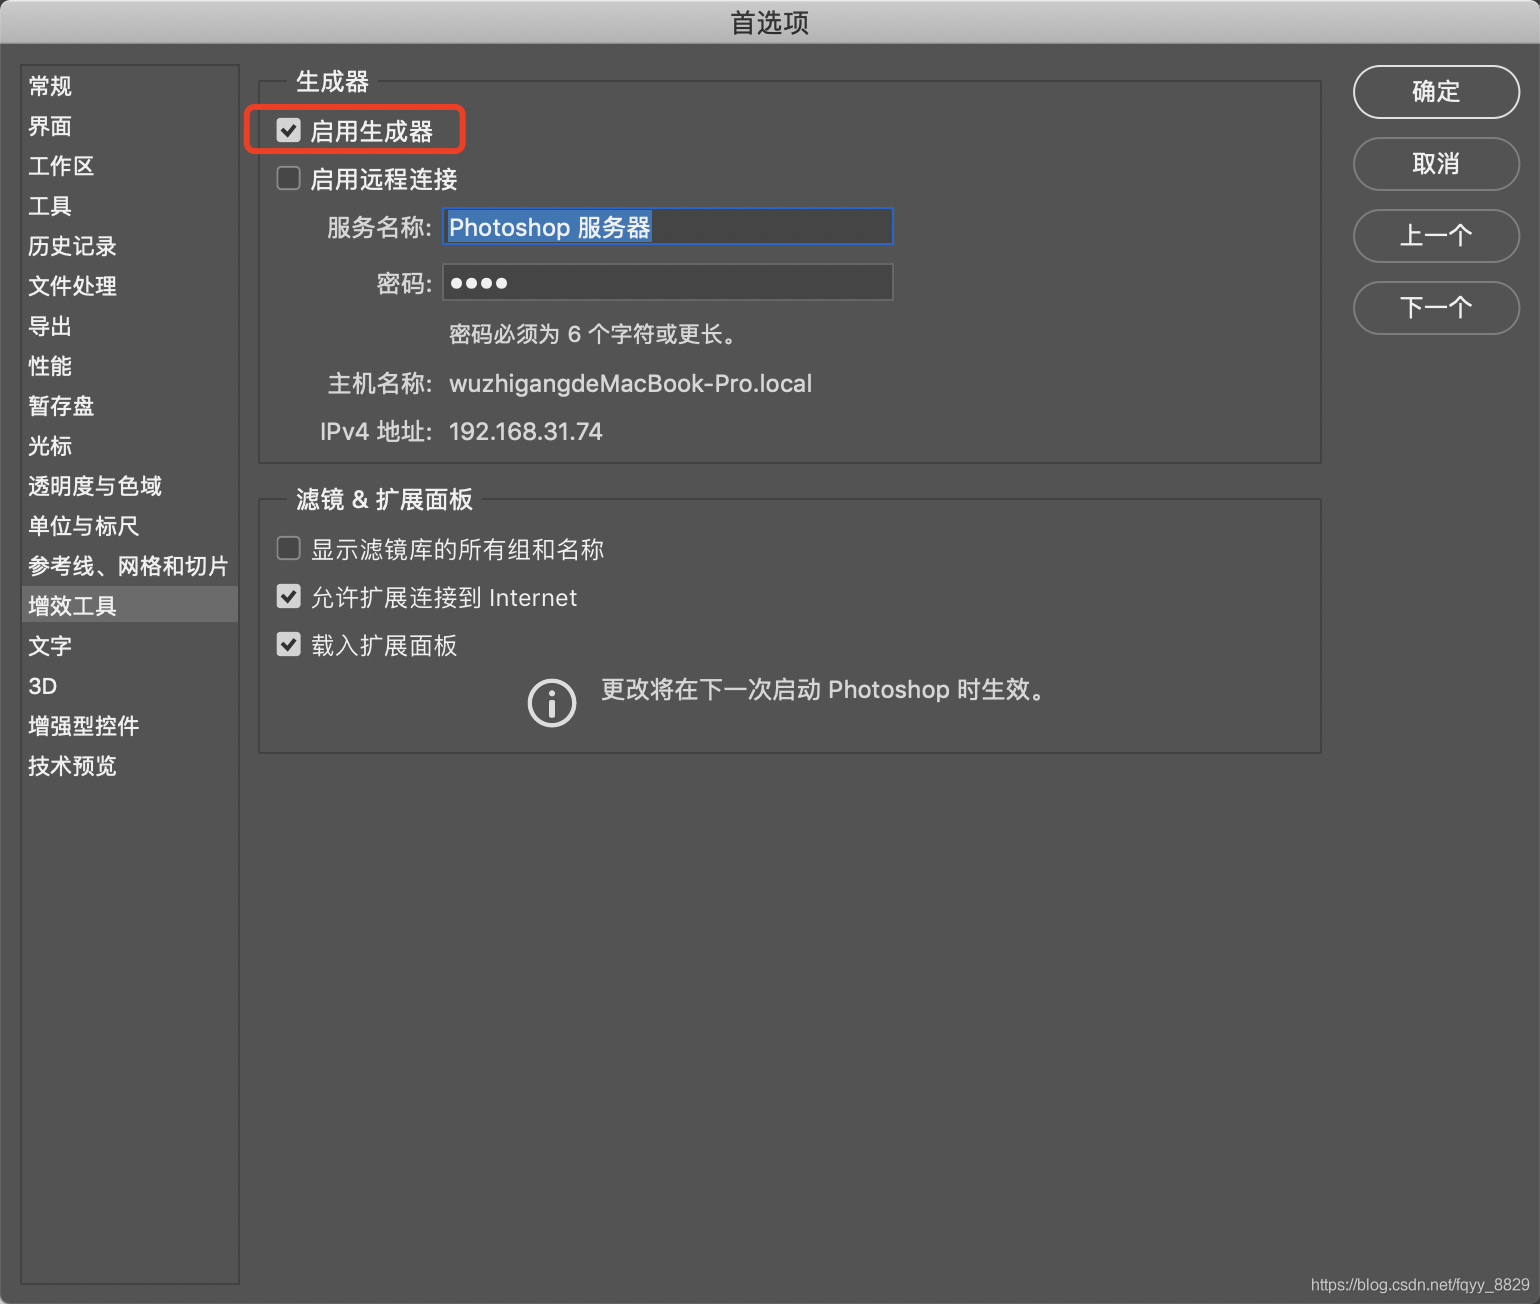 首选项
常规
界面
工作区
工具
历史记录
文件处理
导出
性能
暂存盘
光标
透明度与色域
单位与标尺
参考线、网格和切片
增效工具
文字
3D
增强型控件
技术预览
生成器
启用生成器
启用远程连接
服务名称: Photoshop 服务器
密码: ●●●●
密码必须为 6 个字符或更长。
主机名称: wuzhigangdeMacBook-Pro.local
IPv4 地址: 192.168.31.74
滤镜 & 扩展面板
显示滤镜库的所有组和名称
允许扩展连接到 Internet
载入扩展面板
更改将在下一次启动 Photoshop 时生效。
确定
取消
上一个
下一个
https://blog.csdn.net/fqyy_8829